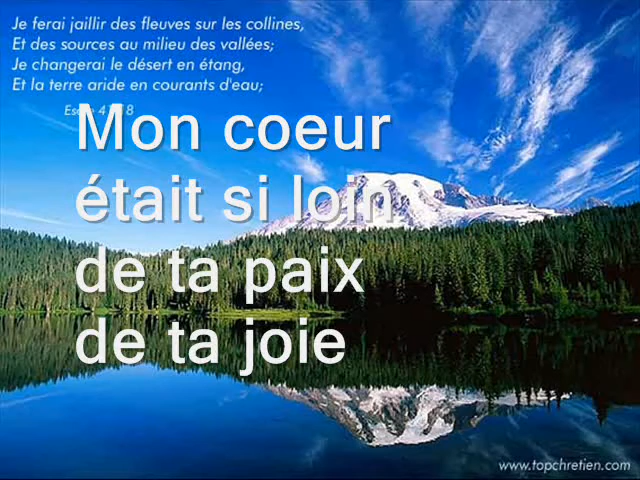 Je ferai jaillir des fleuves sur les collines,
Et des sources au milieu des vallées;
Je changerai le désert en étang,
Et la terre aride en courants d'eau;
Mon coeur
était si loin
de ta paix
de ta joie
www.topchretien.com